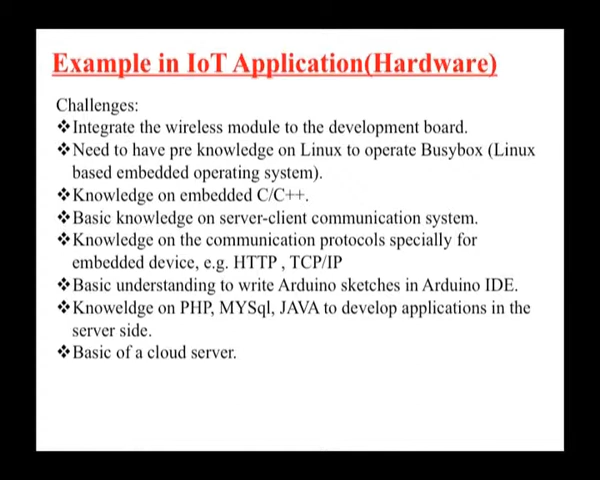 Example in IoT Application(Hardware)
Challenges:
❖Integrate the wireless module to the development board.
❖Need to have pre knowledge on Linux to operate Busybox (Linux
based embedded operating system).
❖Knowledge on embedded C/C++.
❖Basic knowledge on server-client communication system.
❖Knowledge on the communication protocols specially for
embedded device, e.g. HTTP , TCP/IP
❖Basic understanding to write Arduino sketches in Arduino IDE.
❖Knoweldge on PHP, MYSql, JAVA to develop applications in the
server side.
❖Basic of a cloud server.